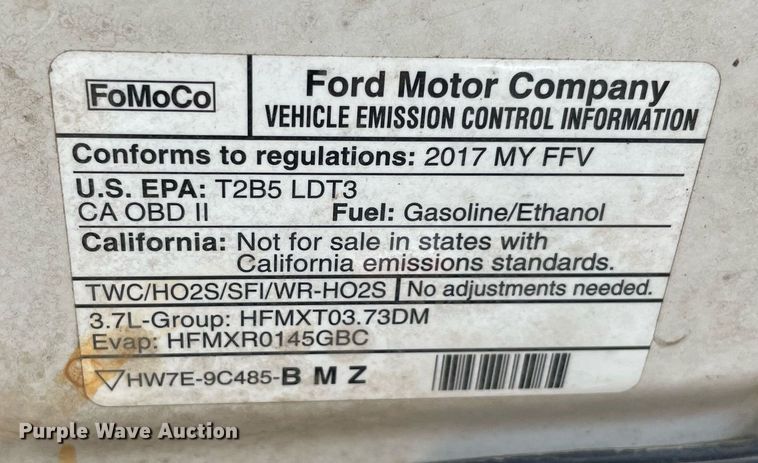 FoMoCo
Ford Motor Company
VEHICLE EMISSION CONTROL INFORMATION
Conforms to regulations: 2017 MY FFV
U.S. EPA: T2B5 LDT3
CA OBD II Fuel: Gasoline/Ethanol
California: Not for sale in states with
California emissions standards.
TWC/HO2S/SFI/WR-HO2S No adjustments needed.
3.7L-Group: HFMXT03.73DM
Evap: HFMXR0145GBC
HW7E-9C485-B M Z
Purple Wave Auction